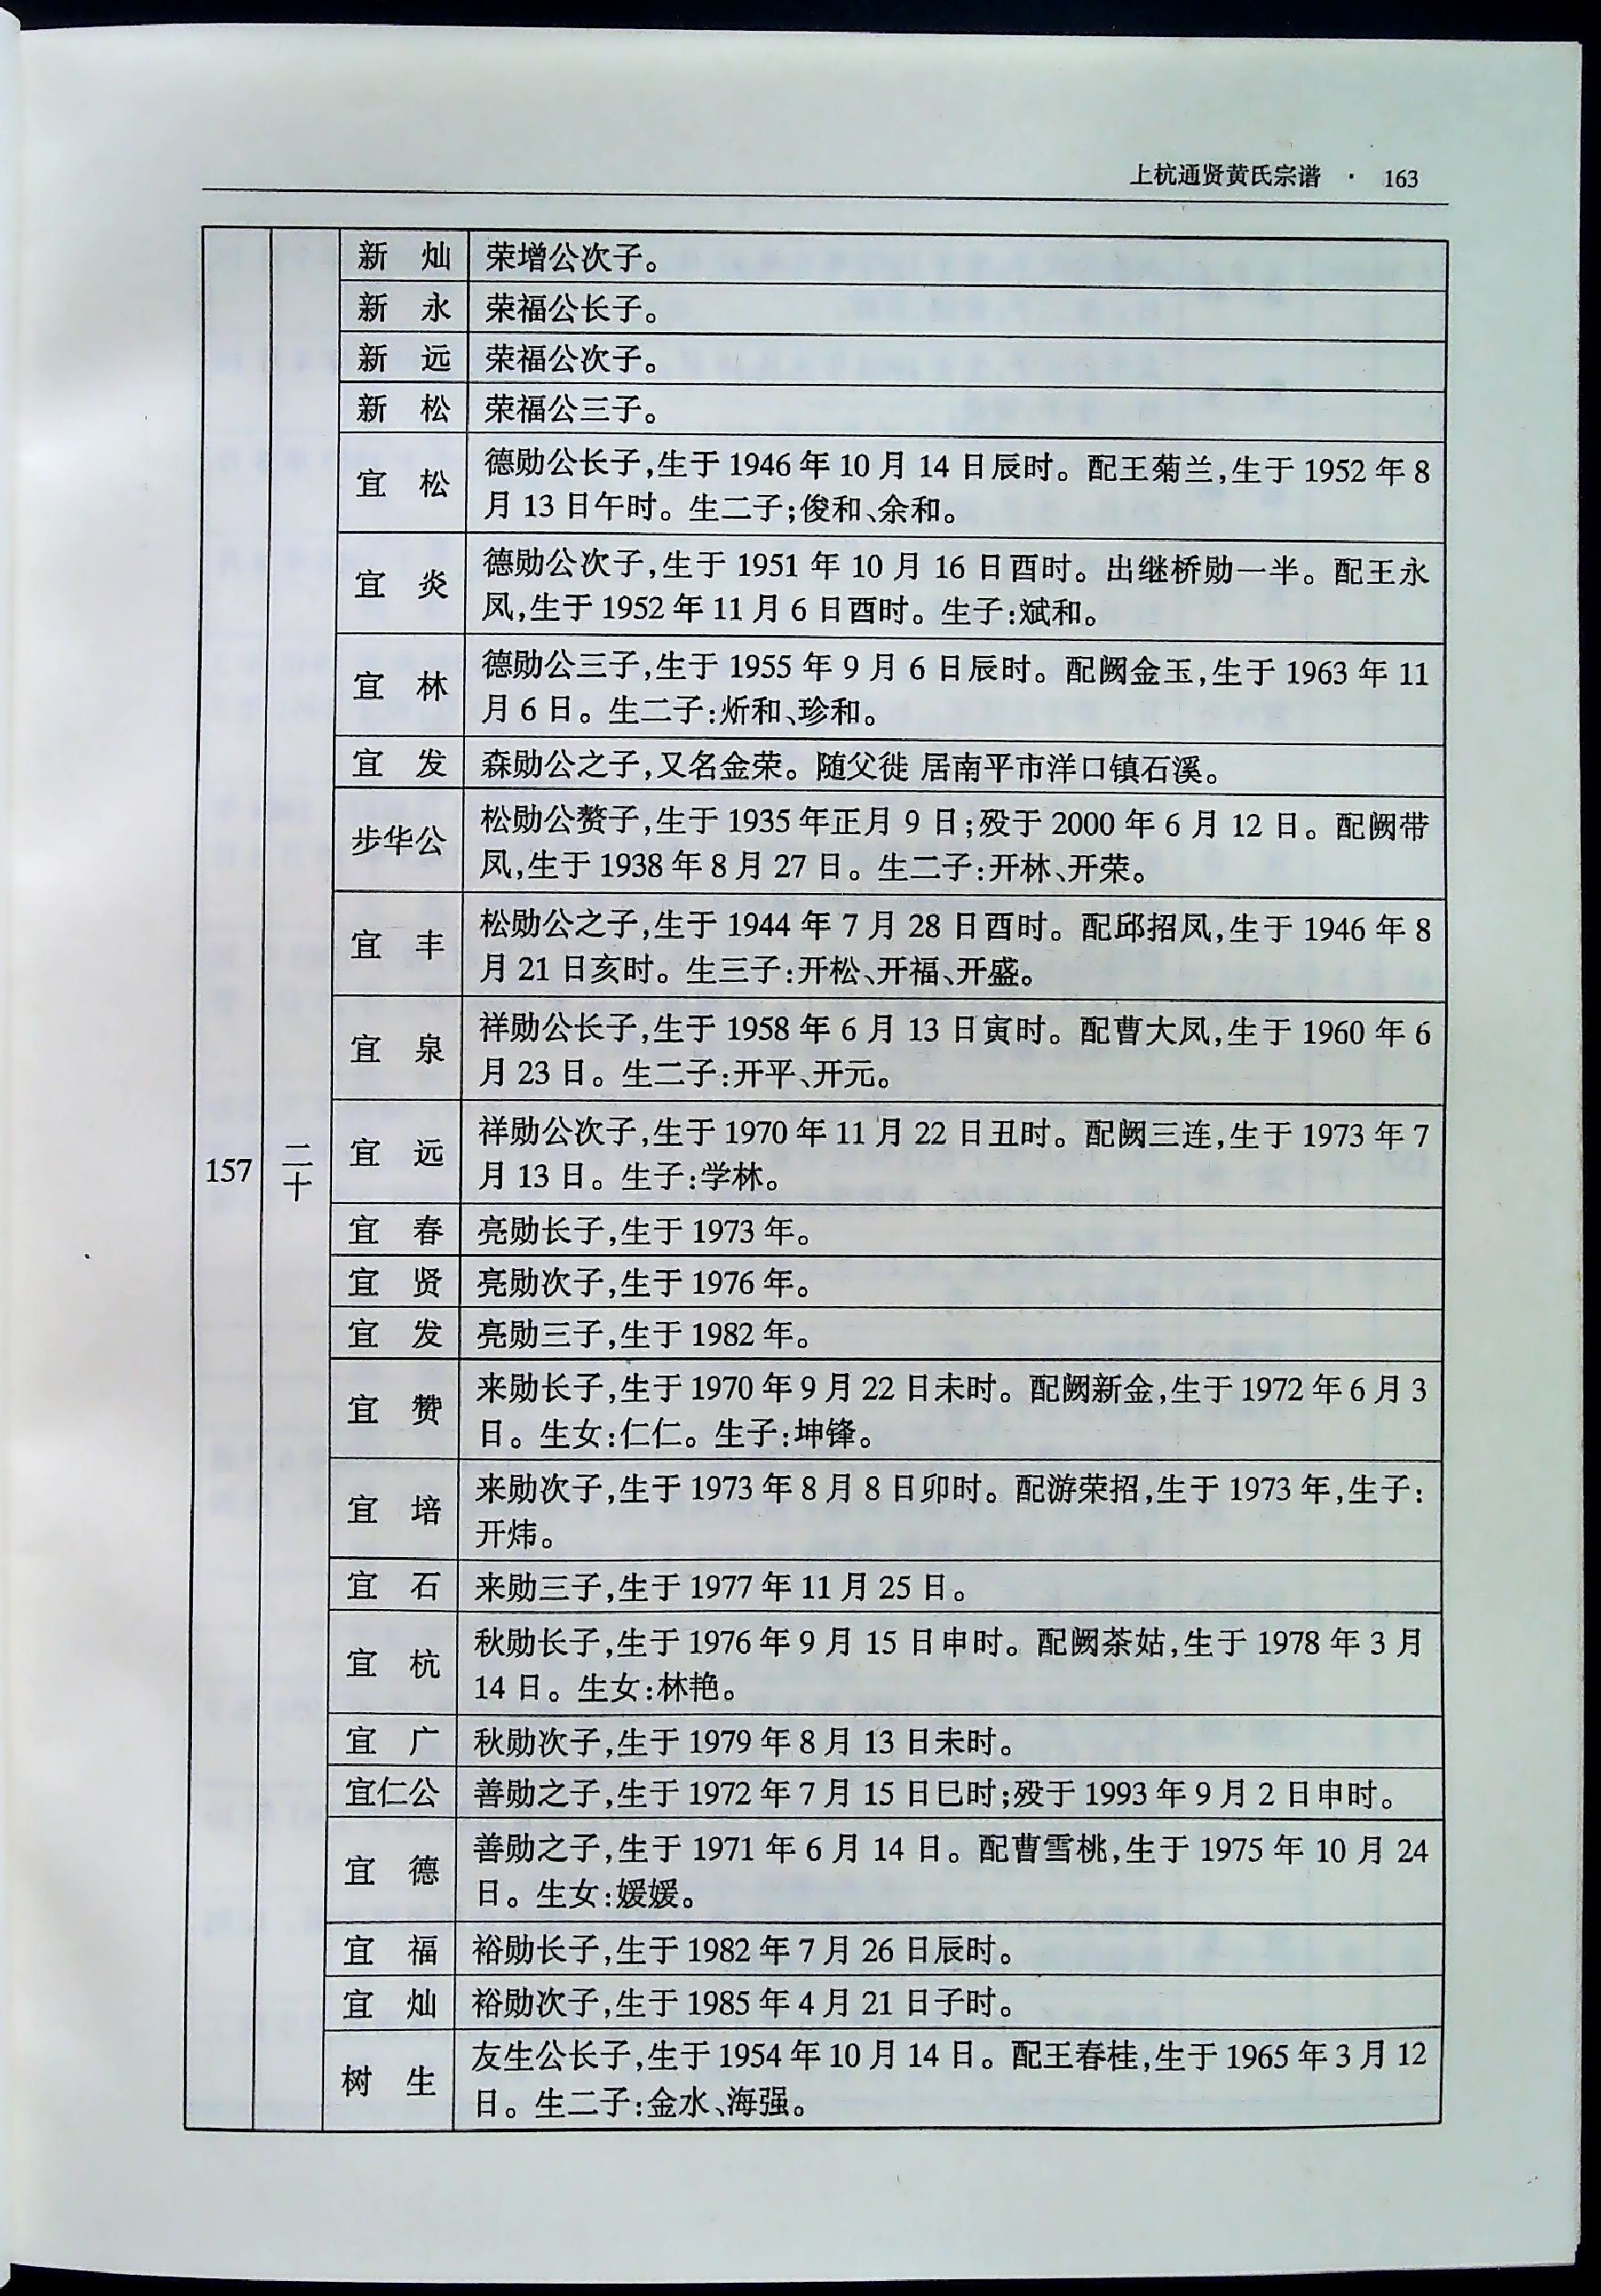 上杭通贤黄氏宗谱 · 163
157
二十
新 灿 荣增公次子。
新 永 荣福公长子。
新 远 荣福公次子。
新 松 荣福公三子。
宜 松 德勋公长子,生于 1946 年 10 月 14 日辰时。配王菊兰,生于 1952 年 8
月 13 日午时。生二子;俊和、余和。
宜 炎 德勋公次子,生于 1951 年 10 月 16 日酉时。出继桥勋一半。配王永
凤,生于 1952 年 11 月 6 日酉时。生子:斌和。
宜 林 德勋公三子,生于 1955 年 9 月 6 日辰时。配阙金玉,生于 1963 年 11
月 6 日。生二子:炘和、珍和。
宜 发 森勋公之子,又名金荣。随父徙 居南平市洋口镇石溪。
步华公 松勋公赘子,生于 1935 年正月 9 日;殁于 2000 年 6 月 12 日。配阙带
凤,生于 1938 年 8 月 27 日。生二子:开林、开荣。
宜 丰 松勋公之子,生于 1944 年 7 月 28 日酉时。配邱招凤,生于 1946 年 8
月 21 日亥时。生三子:开松、开福、开盛。
宜 泉 祥勋公长子,生于 1958 年 6 月 13 日寅时。配曹大凤,生于 1960 年 6
月 23 日。生二子:开平、开元。
宜 远 祥勋公次子,生于 1970 年 11 月 22 日丑时。配阙三连,生于 1973 年 7
月 13 日。生子:学林。
宜 春 亮勋长子,生于 1973 年。
宜 贤 亮勋次子,生于 1976 年。
宜 发 亮勋三子,生于 1982 年。
宜 赞 来勋长子,生于 1970 年 9 月 22 日未时。配阙新金,生于 1972 年 6 月 3
日。生女:仁仁。生子:坤锋。
宜 培 来勋次子,生于 1973 年 8 月 8 日卯时。配游荣招,生于 1973 年,生子:
开炜。
宜 石 来勋三子,生于 1977 年 11 月 25 日。
宜 杭 秋勋长子,生于 1976 年 9 月 15 日申时。配阙茶姑,生于 1978 年 3 月
14 日。生女:林艳。
宜 广 秋勋次子,生于 1979 年 8 月 13 日未时。
宜仁公 善勋之子,生于 1972 年 7 月 15 日巳时;殁于 1993 年 9 月 2 日申时。
宜 德 善勋之子,生于 1971 年 6 月 14 日。配曹雪桃,生于 1975 年 10 月 24
日。生女:媛媛。
宜 福 裕勋长子,生于 1982 年 7 月 26 日辰时。
宜 灿 裕勋次子,生于 1985 年 4 月 21 日子时。
树 生 友生公长子,生于 1954 年 10 月 14 日。配王春桂,生于 1965 年 3 月 12
日。生二子:金水、海强。